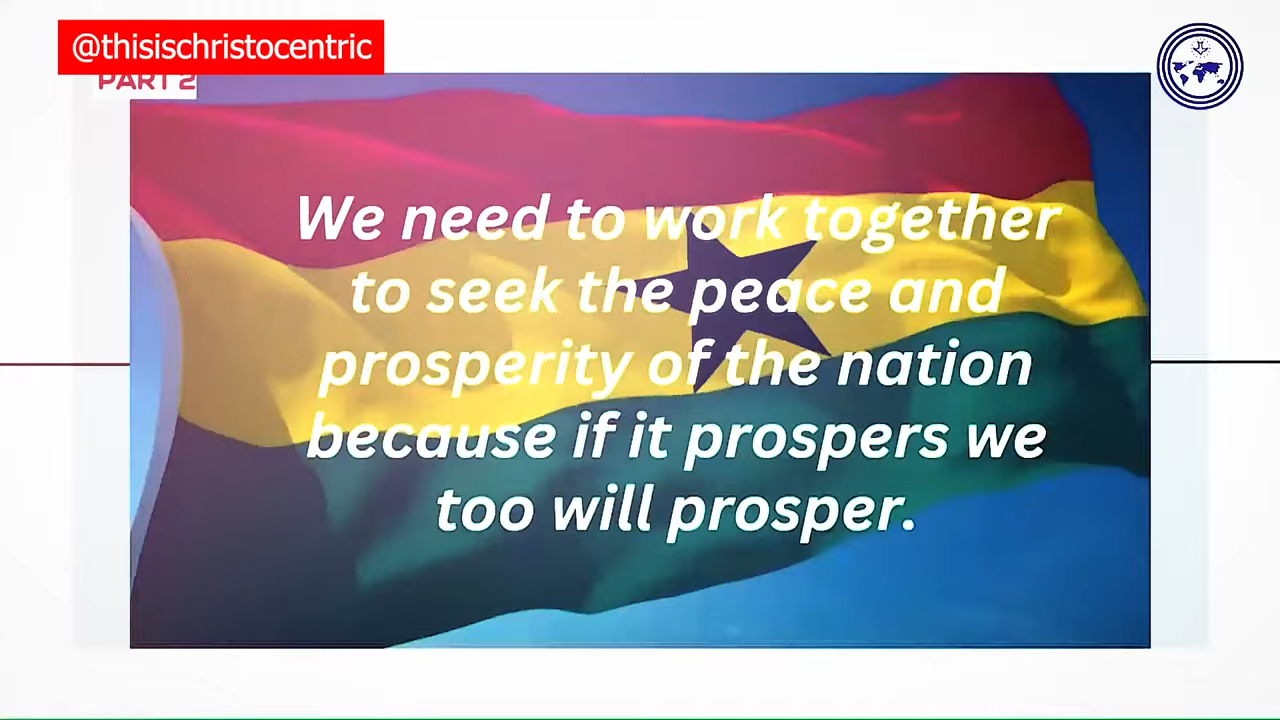 @thisischristocentric
PART 2
We need to work together
to seek the peace and
prosperity of the nation
because if it prospers we
too will prosper.